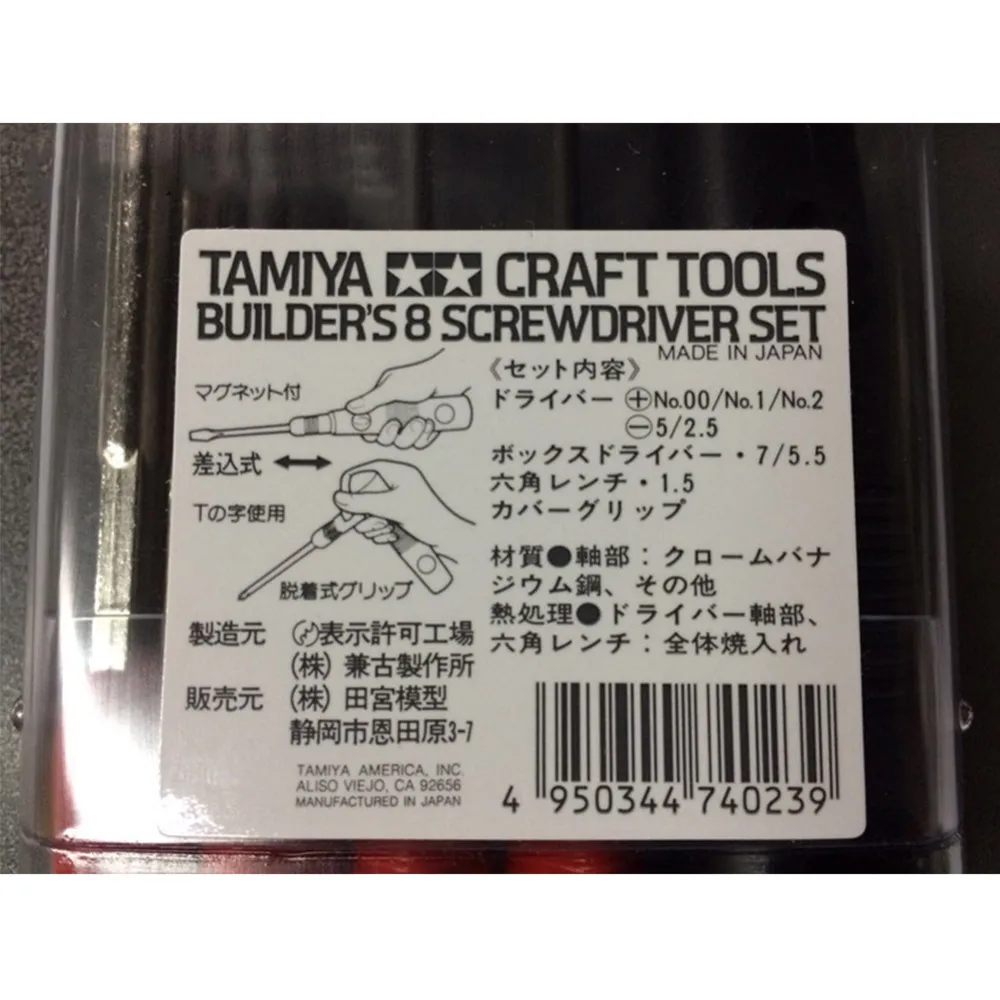 TAMIYA CRAFT TOOLS
BUILDER'S 8 SCREWDRIVER SET
MADE IN JAPAN
マグネット付
差込式
Tの字使用
脱着式グリップ
《セット内容》
ドライバー ⊕No.00/No.1/No.2
⊖5/2.5
ボックスドライバー・7/5.5
六角レンチ・1.5
カバーグリップ
材質●軸部：クロームバナ
ジウム鋼、その他
熱処理●ドライバー軸部、
六角レンチ：全体焼入れ
製造元 表示許可工場
(株) 兼古製作所
販売元 (株) 田宮模型
静岡市恩田原3-7
TAMIYA AMERICA, INC.
ALISO VIEJO, CA 92656
MANUFACTURED IN JAPAN
4 950344 740239